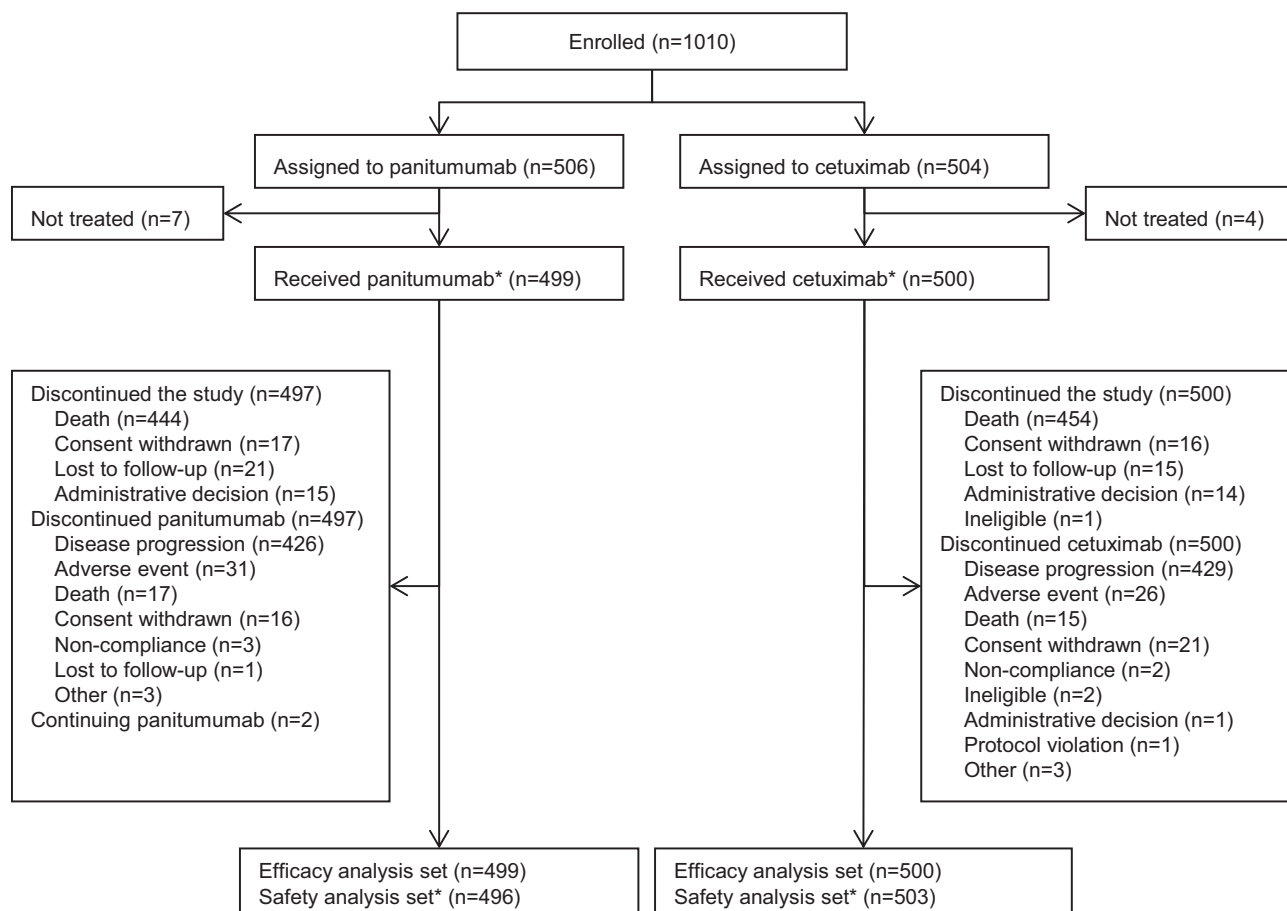 Enrolled (n=1010)
Assigned to panitumumab (n=506)
Assigned to cetuximab (n=504)
Not treated (n=7)
Not treated (n=4)
Received panitumumab* (n=499)
Received cetuximab* (n=500)
Discontinued the study (n=497)
Death (n=444)
Consent withdrawn (n=17)
Lost to follow-up (n=21)
Administrative decision (n=15)
Discontinued panitumumab (n=497)
Disease progression (n=426)
Adverse event (n=31)
Death (n=17)
Consent withdrawn (n=16)
Non-compliance (n=3)
Lost to follow-up (n=1)
Other (n=3)
Continuing panitumumab (n=2)
Discontinued the study (n=500)
Death (n=454)
Consent withdrawn (n=16)
Lost to follow-up (n=15)
Administrative decision (n=14)
Ineligible (n=1)
Discontinued cetuximab (n=500)
Disease progression (n=429)
Adverse event (n=26)
Death (n=15)
Consent withdrawn (n=21)
Non-compliance (n=2)
Ineligible (n=2)
Administrative decision (n=1)
Protocol violation (n=1)
Other (n=3)
Efficacy analysis set (n=499)
Safety analysis set* (n=496)
Efficacy analysis set (n=500)
Safety analysis set* (n=503)